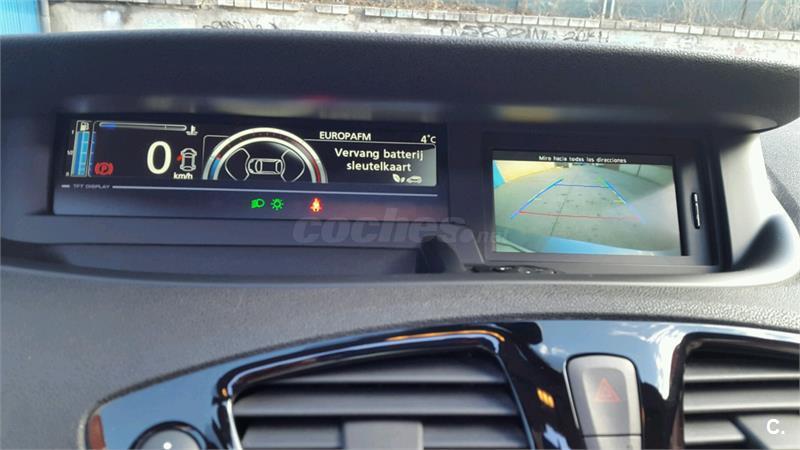 EUROPAFM
4°C
Vervang batterij
sleutelkaart
0
km/h
TFT DISPLAY
Mire hacia todas las direcciones
coches.net
C.